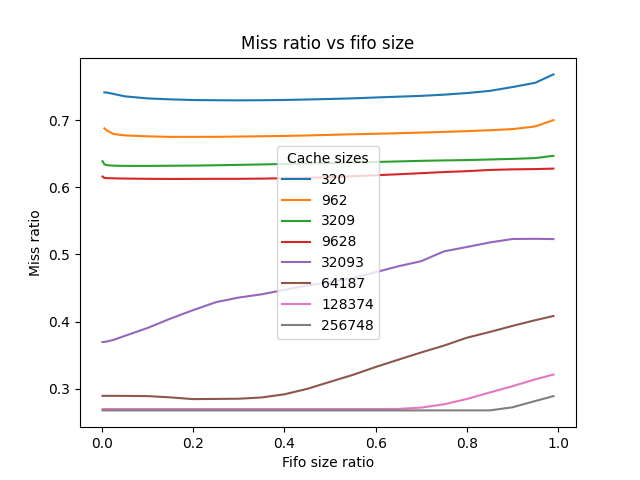 Miss ratio vs fifo size
Miss ratio
0.7
0.6
0.5
0.4
0.3
Cache sizes
320
962
3209
9628
32093
64187
128374
256748
0.0 0.2 0.4 0.6 0.8 1.0
Fifo size ratio